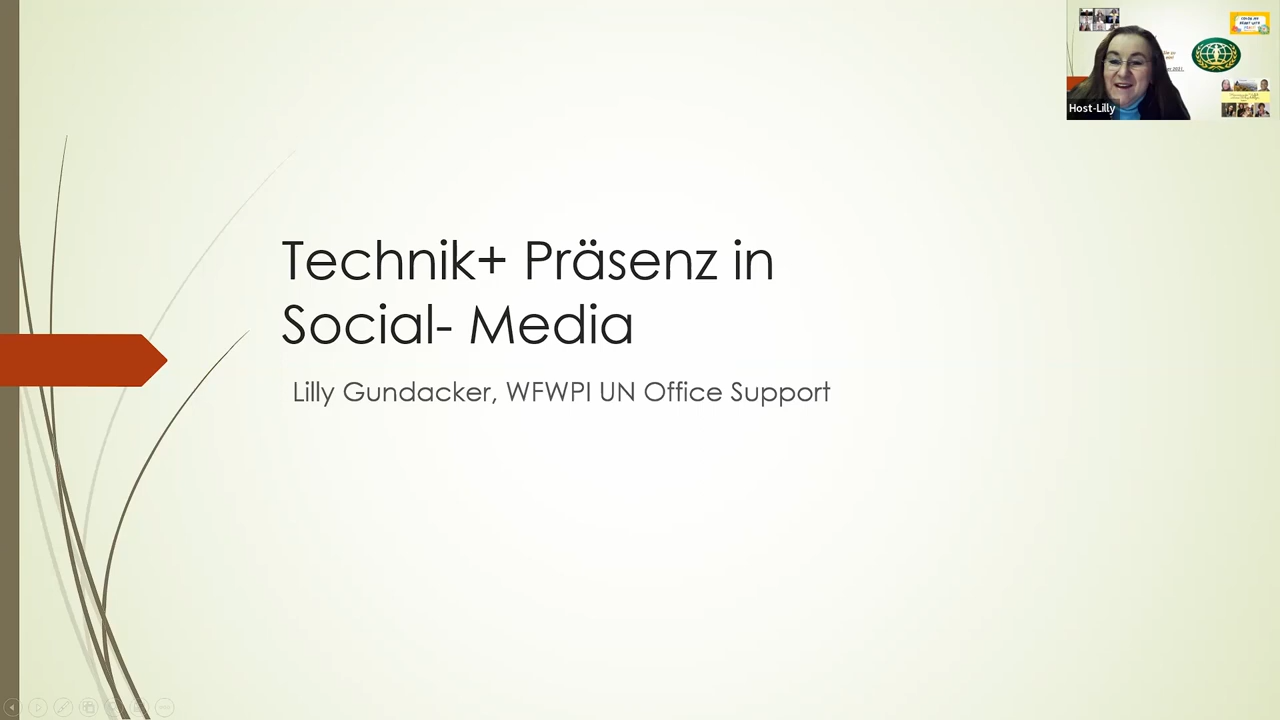 Technik+ Präsenz in
Social- Media
Lilly Gundacker, WFWPI UN Office Support
Host-Lilly